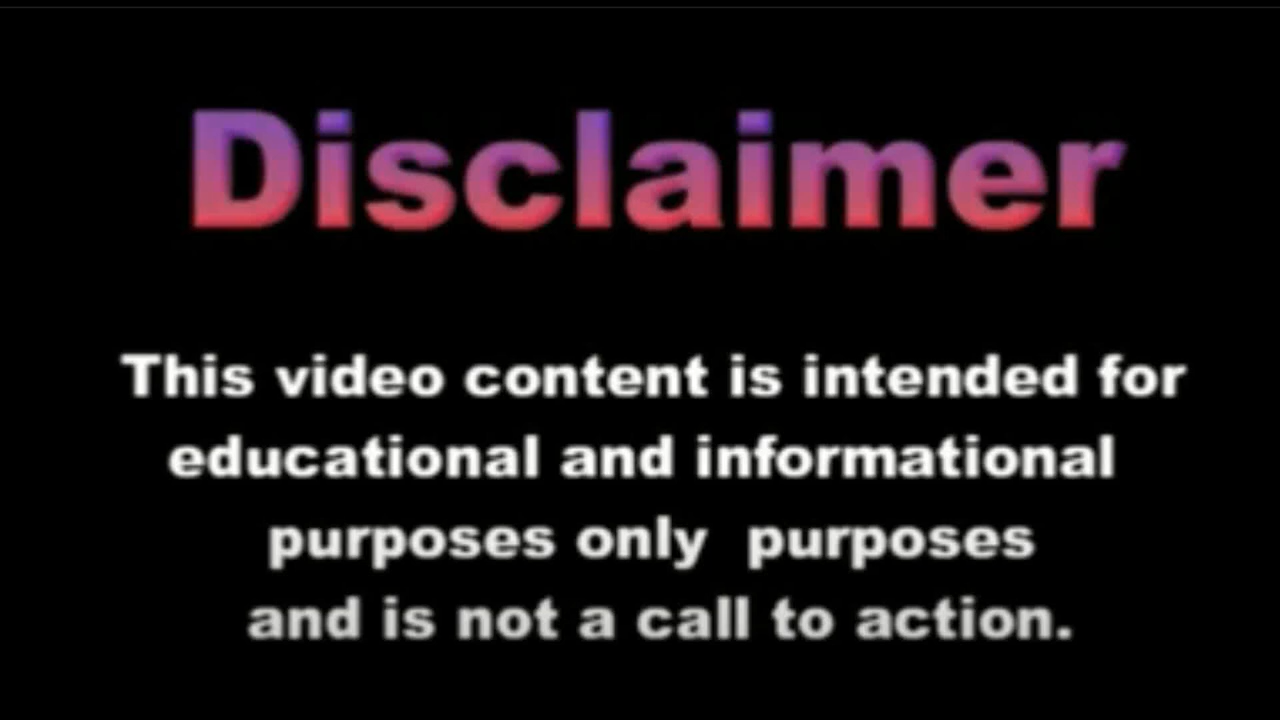 Disclaimer
This video content is intended for
educational and informational
purposes only  purposes
and is not a call to action.